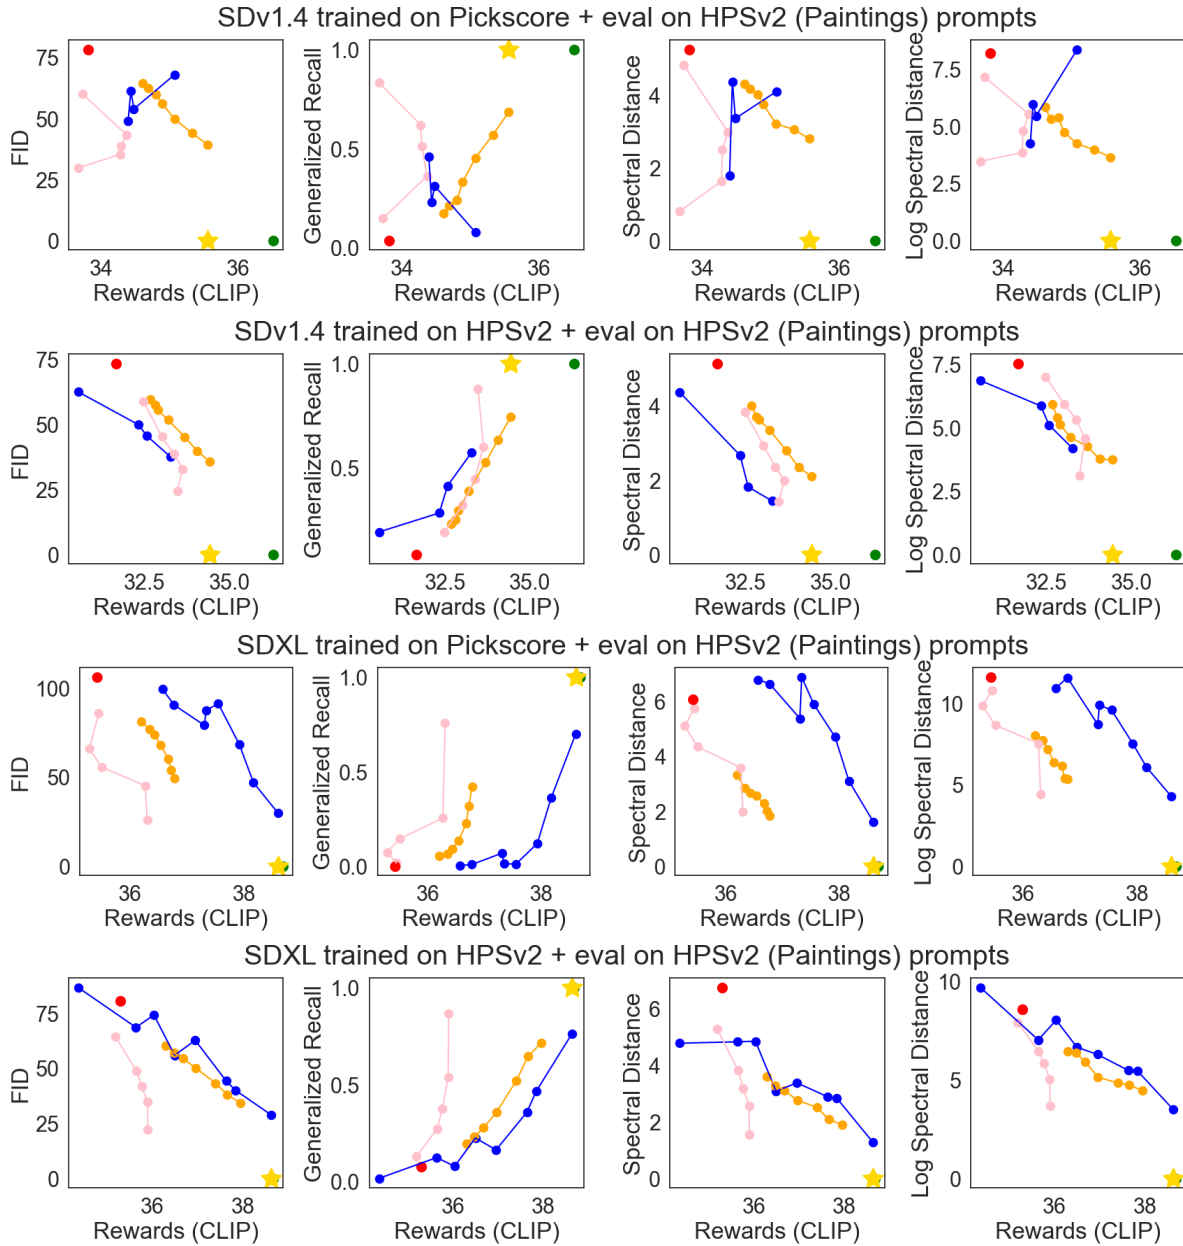 SDv1.4 trained on Pickscore + eval on HPSv2 (Paintings) prompts
FID
75
50
25
0
34
36
Rewards (CLIP)
Generalized Recall
1.0
0.5
0.0
34
36
Rewards (CLIP)
Spectral Distance
4
2
0
34
36
Rewards (CLIP)
Log Spectral Distance
7.5
5.0
2.5
0.0
34
36
Rewards (CLIP)
SDv1.4 trained on HPSv2 + eval on HPSv2 (Paintings) prompts
FID
75
50
25
0
32.5
35.0
Rewards (CLIP)
Generalized Recall
1.0
0.5
32.5
35.0
Rewards (CLIP)
Spectral Distance
4
2
0
32.5
35.0
Rewards (CLIP)
Log Spectral Distance
7.5
5.0
2.5
0.0
32.5
35.0
Rewards (CLIP)
SDXL trained on Pickscore + eval on HPSv2 (Paintings) prompts
FID
100
50
0
36
38
Rewards (CLIP)
Generalized Recall
1.0
0.5
0.0
36
38
Rewards (CLIP)
Spectral Distance
6
4
2
0
36
38
Rewards (CLIP)
Log Spectral Distance
10
5
0
36
38
Rewards (CLIP)
SDXL trained on HPSv2 + eval on HPSv2 (Paintings) prompts
FID
75
50
25
0
36
38
Rewards (CLIP)
Generalized Recall
1.0
0.5
0.0
36
38
Rewards (CLIP)
Spectral Distance
6
4
2
0
36
38
Rewards (CLIP)
Log Spectral Distance
10
5
0
36
38
Rewards (CLIP)